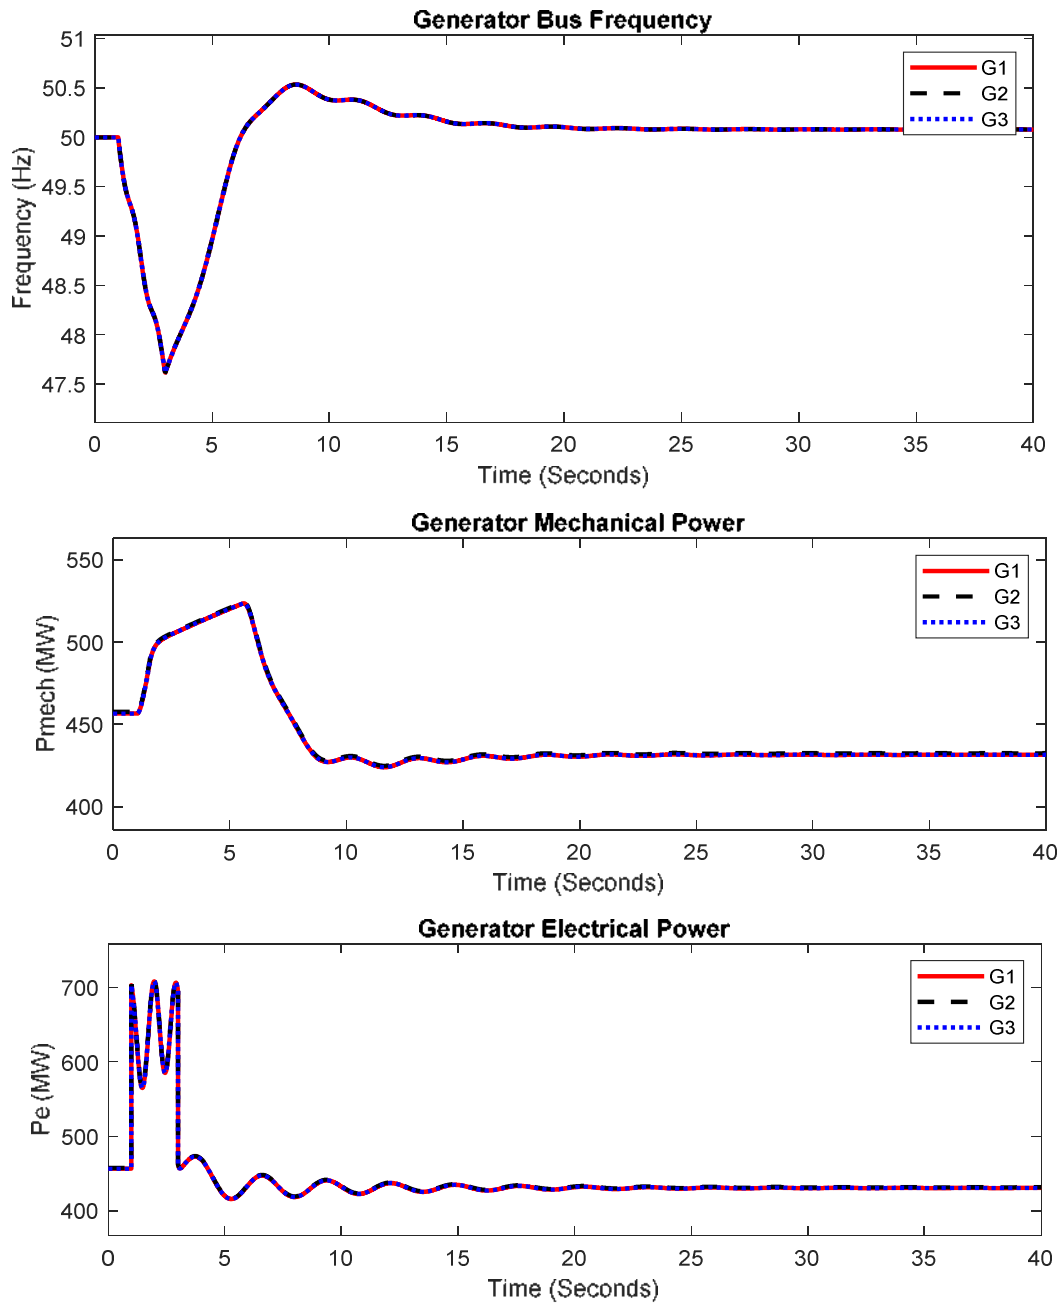 Generator Bus Frequency
51
50.5
50
49.5
49
48.5
48
47.5
Frequency (Hz)
G1
G2
G3
0 5 10 15 20 25 30 35 40
Time (Seconds)
Generator Mechanical Power
550
500
450
400
Pmech (MW)
G1
G2
G3
0 5 10 15 20 25 30 35 40
Time (Seconds)
Generator Electrical Power
700
600
500
400
Pe (MW)
G1
G2
G3
0 5 10 15 20 25 30 35 40
Time (Seconds)